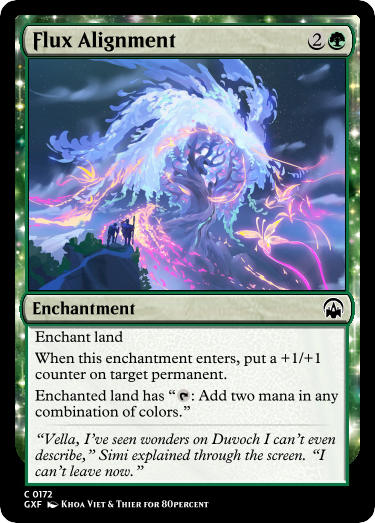 Flux Alignment 2
Enchantment
Enchant land
When this enchantment enters, put a +1/+1
counter on target permanent.
Enchanted land has “: Add two mana in any
combination of colors.”
“Vella, I’ve seen wonders on Duvoch I can’t even
describe,” Simi explained through the screen. “I
can’t leave now.”
C 0172
GXF Khoa Viet & Thier for 80percent